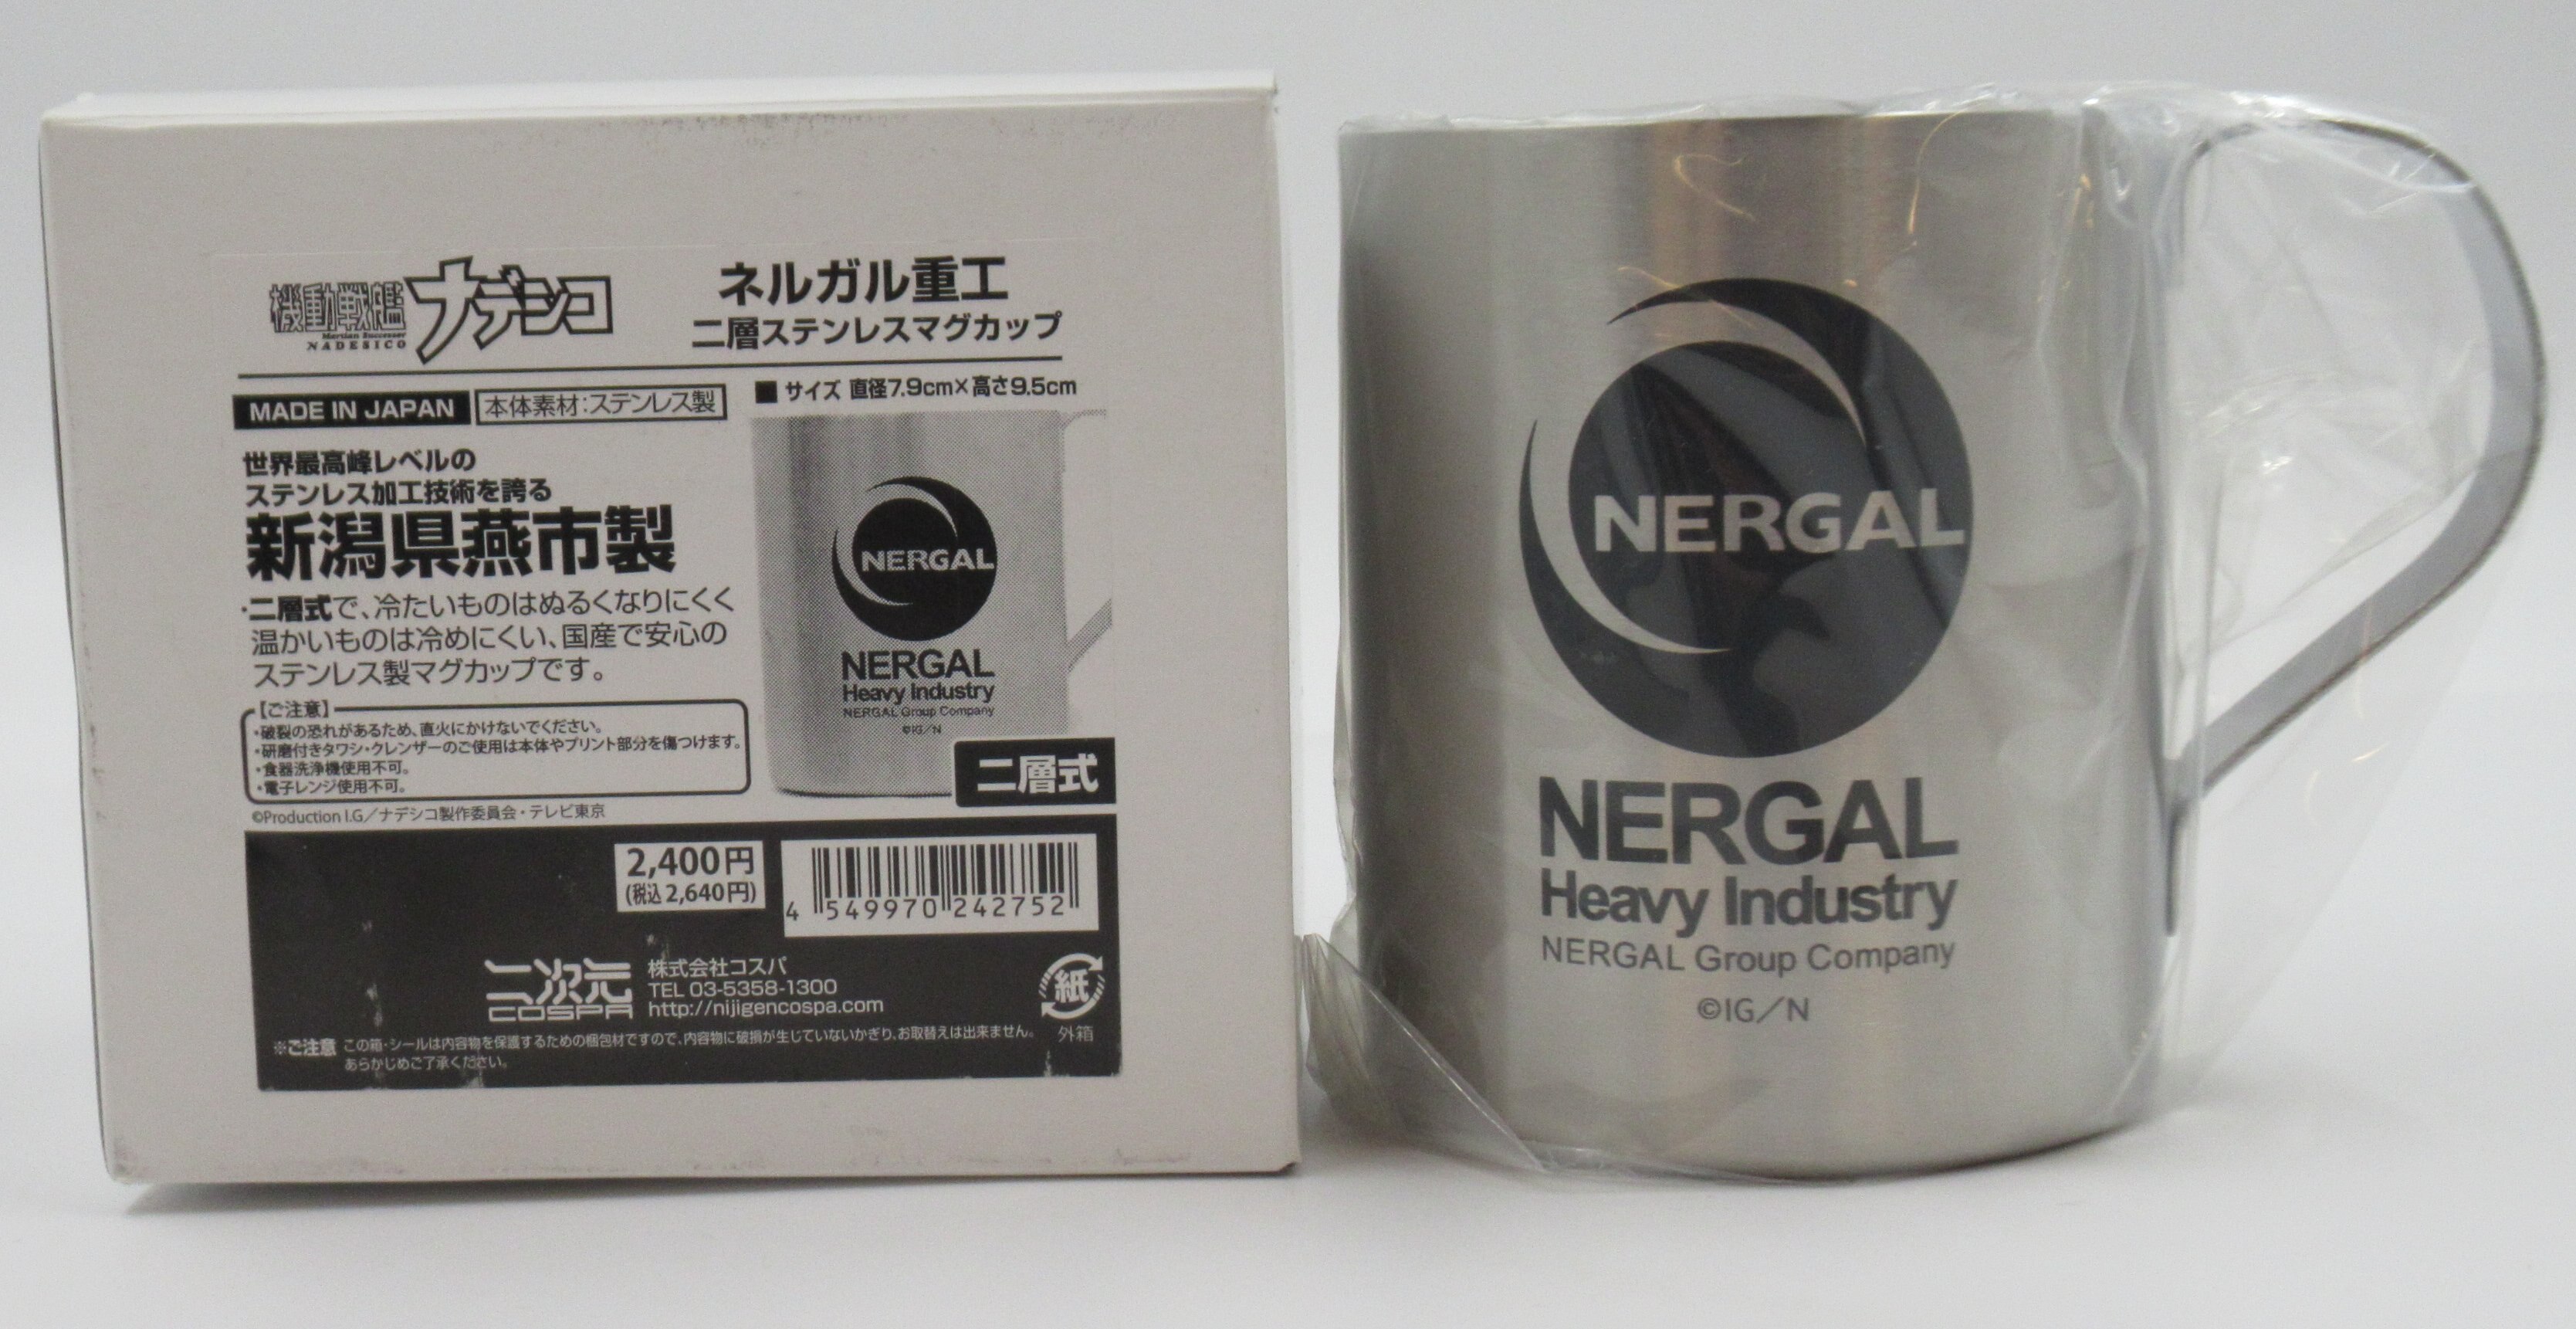 機動戦艦ナデシコ
Martian Successor
NADESICO
ネルガル重工
二層ステンレスマグカップ
MADE IN JAPAN
本体素材:ステンレス製
■ サイズ 直径7.9cm×高さ9.5cm
世界最高峰レベルの
ステンレス加工技術を誇る
新潟県燕市製
・二層式で、冷たいものはぬるくなりにくく
温かいものは冷めにくい、国産で安心の
ステンレス製マグカップです。
【ご注意】
・破裂の恐れがあるため、直火にかけないでください。
・研磨付きタワシ・クレンザーのご使用は本体やプリント部分を傷つけます。
・食器洗浄機使用不可。
・電子レンジ使用不可。
©Production I.G／ナデシコ製作委員会・テレビ東京
NERGAL
NERGAL
Heavy Industry
NERGAL Group Company
©IG／N
二層式
2,400円
(税込2,640円)
4 549970 242752
二次元
COSPA
株式会社コスパ
TEL 03-5358-1300
http://nijigencospa.com
紙
外箱
※ご注意 この箱・シールは内容物を保護するための梱包材ですので、内容物に破損が生じていないかぎり、お取替えは出来ません。
あらかじめご了承ください。
NERGAL
NERGAL
Heavy Industry
NERGAL Group Company
©IG／N